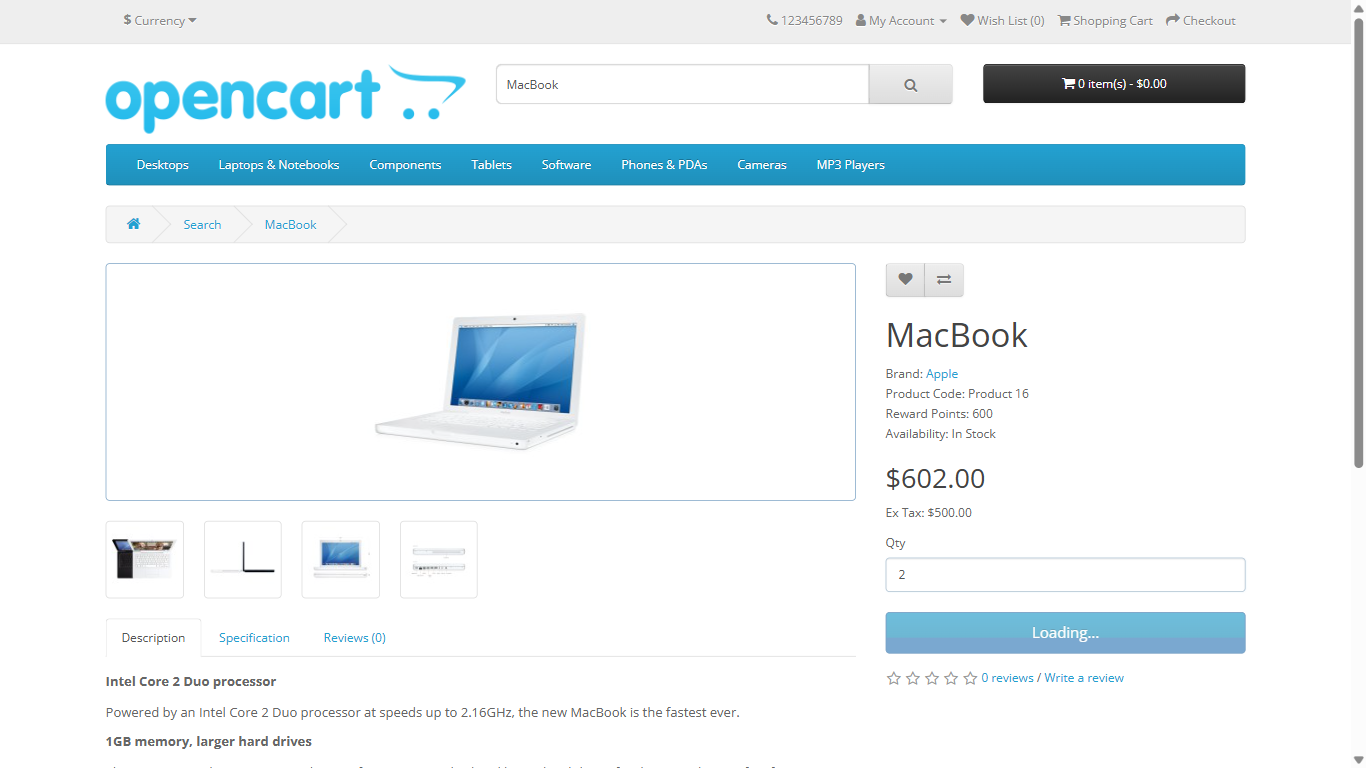 $ Currency
123456789 My Account Wish List (0) Shopping Cart Checkout
opencart
MacBook
0 item(s) - $0.00
Desktops Laptops & Notebooks Components Tablets Software Phones & PDAs Cameras MP3 Players
Search MacBook
MacBook
Brand: Apple
Product Code: Product 16
Reward Points: 600
Availability: In Stock
$602.00
Ex Tax: $500.00
Qty
2
Loading...
0 reviews / Write a review
Description Specification Reviews (0)
Intel Core 2 Duo processor
Powered by an Intel Core 2 Duo processor at speeds up to 2.16GHz, the new MacBook is the fastest ever.
1GB memory, larger hard drives